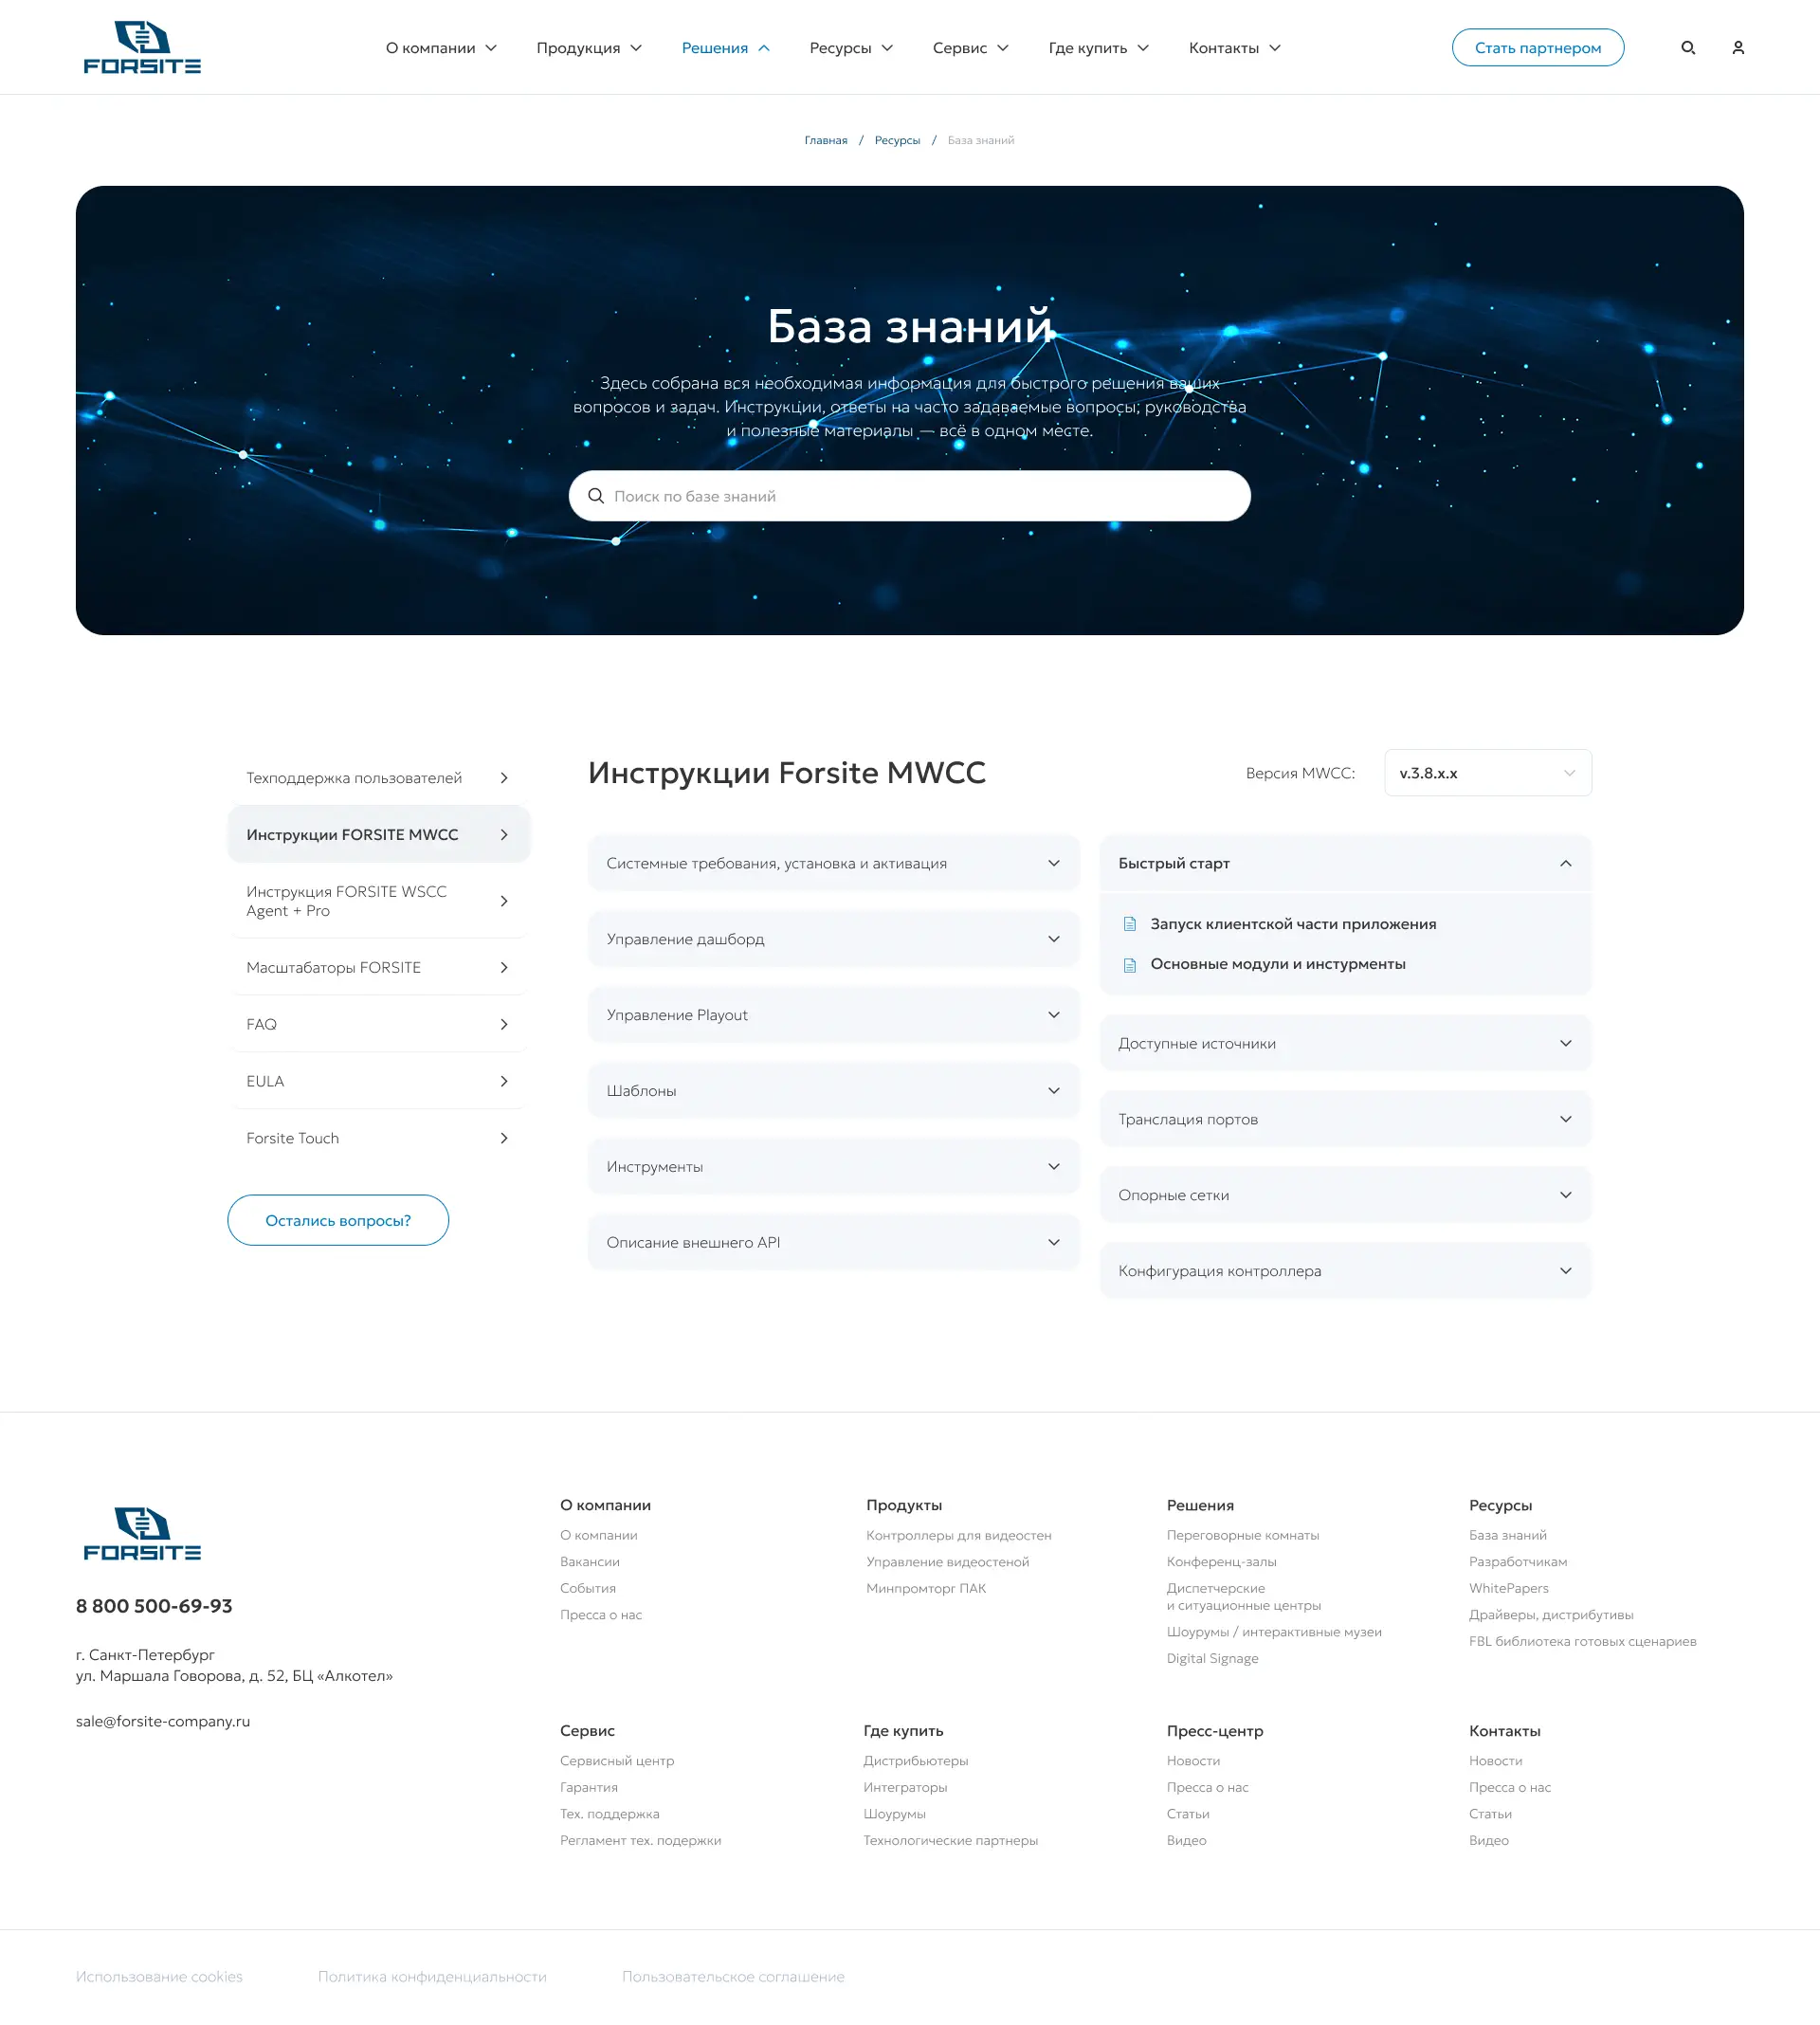 FORSITE
О компании
Продукция
Решения
Ресурсы
Сервис
Где купить
Контакты
Стать партнером
Главная / Ресурсы / База знаний
База знаний
Здесь собрана вся необходимая информация для быстрого решения ваших
вопросов и задач. Инструкции, ответы на часто задаваемые вопросы, руководства
и полезные материалы — всё в одном месте.
Поиск по базе знаний
Техподдержка пользователей
Инструкции FORSITE MWCC
Инструкция FORSITE WSCC
Agent + Pro
Масштабаторы FORSITE
FAQ
EULA
Forsite Touch
Остались вопросы?
Инструкции Forsite MWCC
Версия MWCC:
v.3.8.x.x
Системные требования, установка и активация
Управление дашборд
Управление Playout
Шаблоны
Инструменты
Описание внешнего API
Быстрый старт
Запуск клиентской части приложения
Основные модули и инстурменты
Доступные источники
Транслация портов
Опорные сетки
Конфигурация контроллера
FORSITE
8 800 500-69-93
г. Санкт-Петербург
ул. Маршала Говорова, д. 52, БЦ «Алкотел»
sale@forsite-company.ru
О компании
О компании
Вакансии
События
Пресса о нас
Продукты
Контроллеры для видеостен
Управление видеостеной
Минпромторг ПАК
Решения
Переговорные комнаты
Конференц-залы
Диспетчерские
и ситуационные центры
Шоурумы / интерактивные музеи
Digital Signage
Ресурсы
База знаний
Разработчикам
WhitePapers
Драйверы, дистрибутивы
FBL библиотека готовых сценариев
Сервис
Сервисный центр
Гарантия
Тех. поддержка
Регламент тех. подержки
Где купить
Дистрибьютеры
Интеграторы
Шоурумы
Технологические партнеры
Пресс-центр
Новости
Пресса о нас
Статьи
Видео
Контакты
Новости
Пресса о нас
Статьи
Видео
Использование cookies
Политика конфиденциальности
Пользовательское соглашение